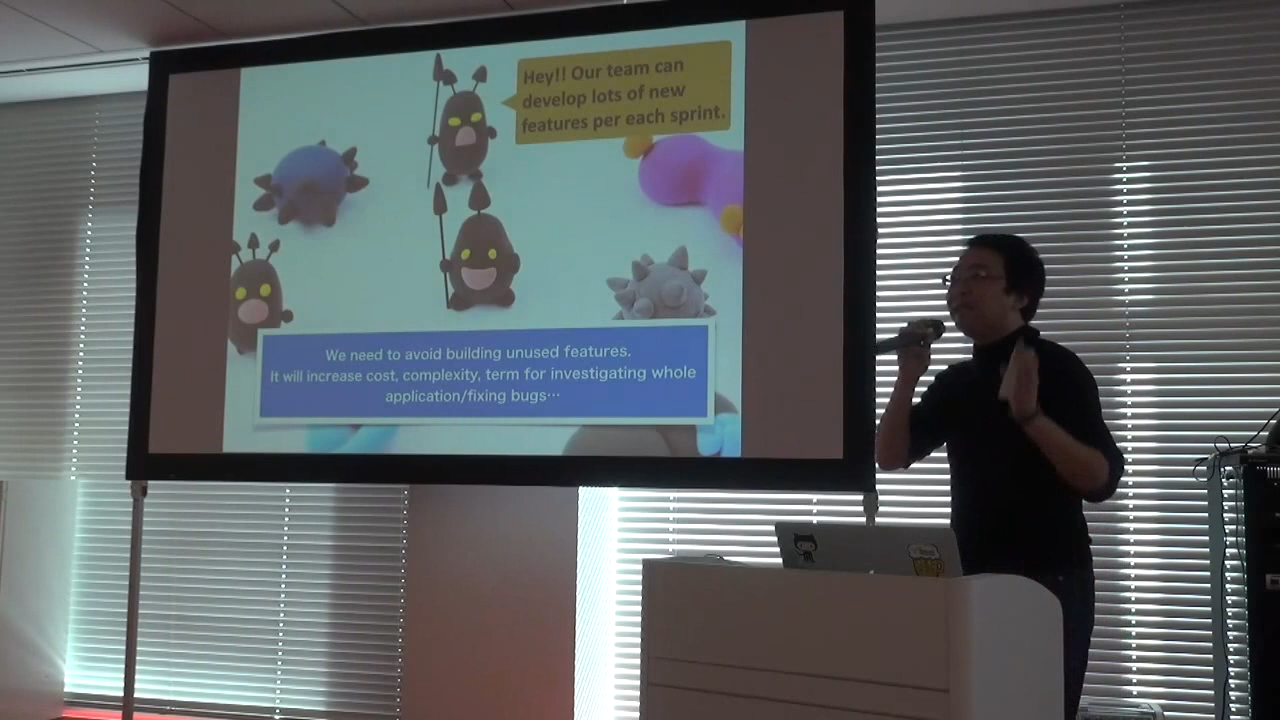 Hey!! Our team can
develop lots of new
features per each sprint.
We need to avoid building unused features.
It will increase cost, complexity, term for investigating whole
application/fixing bugs…